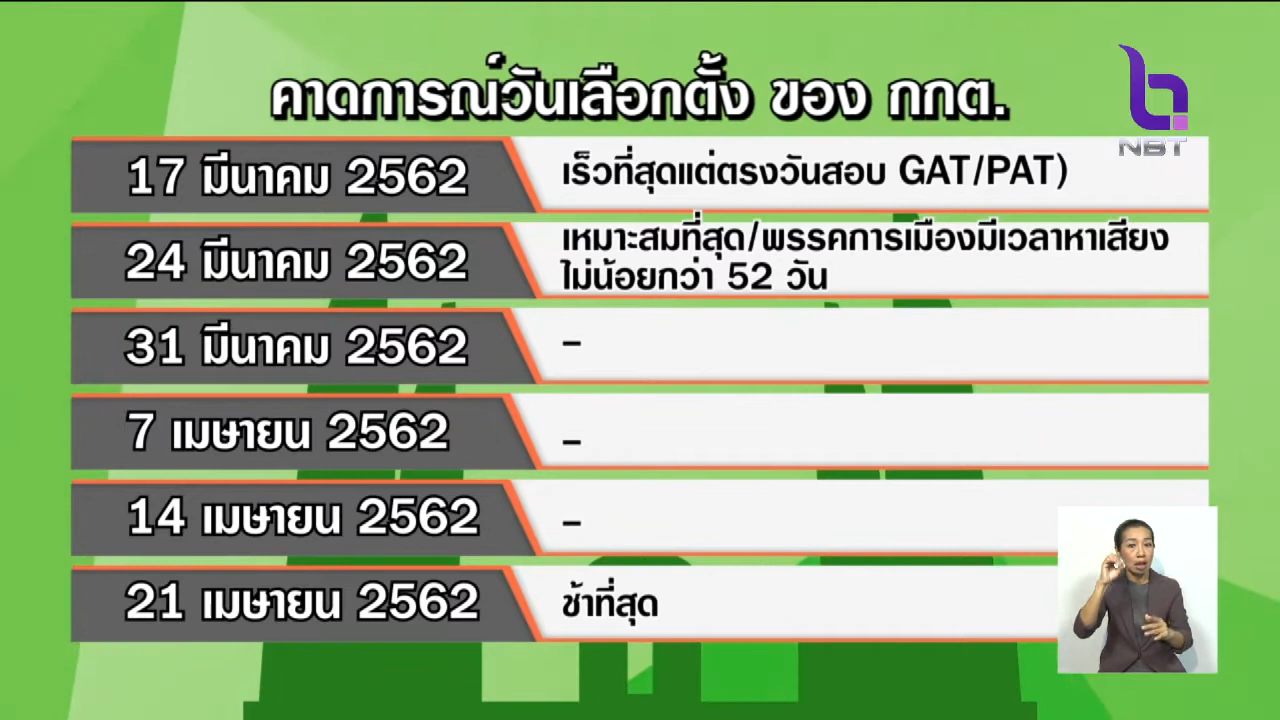 คาดการณ์วันเลือกตั้ง ของ กกต.
NBT
17 มีนาคม 2562
เร็วที่สุดแต่ตรงวันสอบ GAT/PAT)
24 มีนาคม 2562
เหมาะสมที่สุด/พรรคการเมืองมีเวลาหาเสียง
ไม่น้อยกว่า 52 วัน
31 มีนาคม 2562
–
7 เมษายน 2562
–
14 เมษายน 2562
–
21 เมษายน 2562
ช้าที่สุด